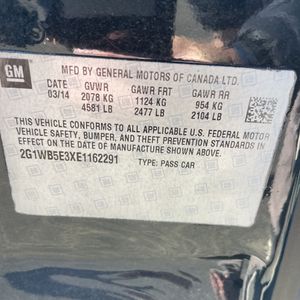 GM
MFD BY GENERAL MOTORS OF CANADA LTD.
DATE GVWR GAWR FRT GAWR RR
03/14 2078 KG 1124 KG 954 KG
4581 LB 2477 LB 2104 LB
THIS VEHICLE CONFORMS TO ALL APPLICABLE U.S. FEDERAL MOTOR
VEHICLE SAFETY, BUMPER, AND THEFT PREVENTION STANDARDS IN
EFFECT ON THE DATE OF MANUFACTURE SHOWN ABOVE.
2G1WB5E3XE1162291
TYPE: PASS CAR